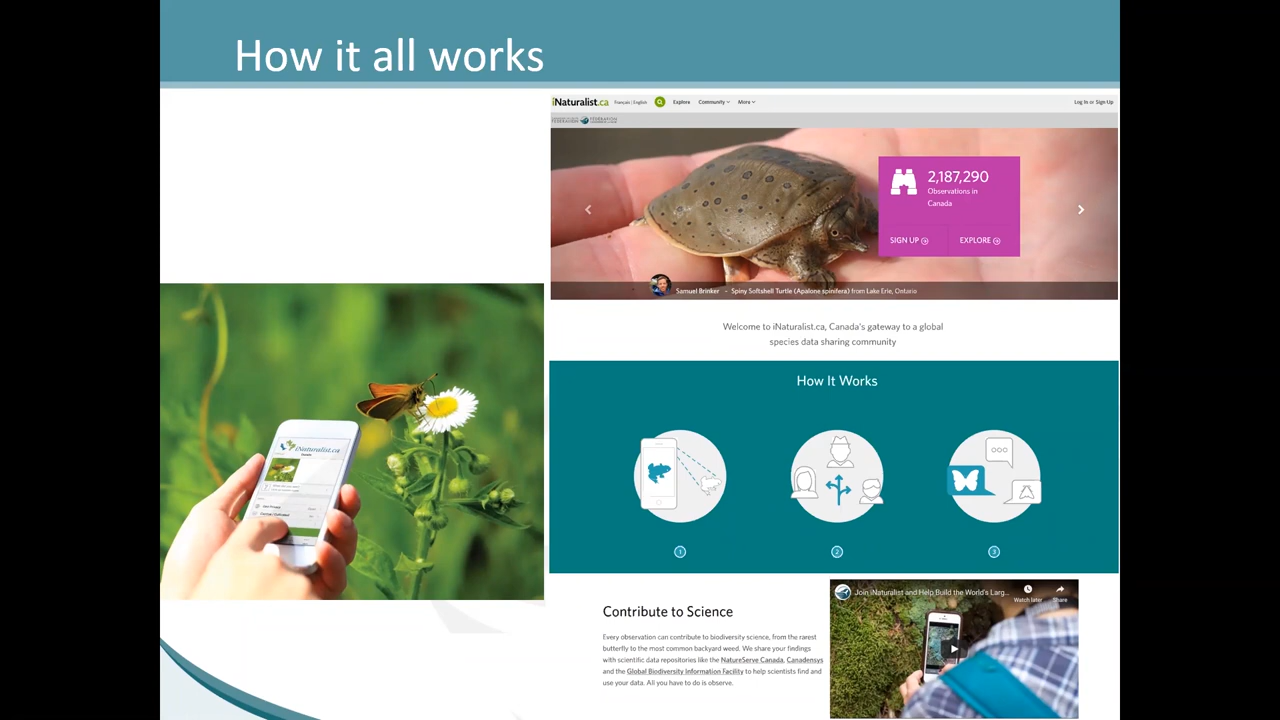 How it all works
iNaturalist.ca Français | English Explore Community More Log In or Sign Up
2,187,290
Observations in
Canada
SIGN UP EXPLORE
Samuel Brinker - Spiny Softshell Turtle (Apalone spinifera) from Lake Erie, Ontario
Welcome to iNaturalist.ca, Canada's gateway to a global
species data sharing community
How It Works
1 2 3
iNaturalist.ca
Join iNaturalist and Help Build the World's Larg...
Watch later Share
Contribute to Science
Every observation can contribute to biodiversity science, from the rarest
butterfly to the most common backyard weed. We share your findings
with scientific data repositories like the NatureServe Canada, Canadensys
and the Global Biodiversity Information Facility to help scientists find and
use your data. All you have to do is observe.